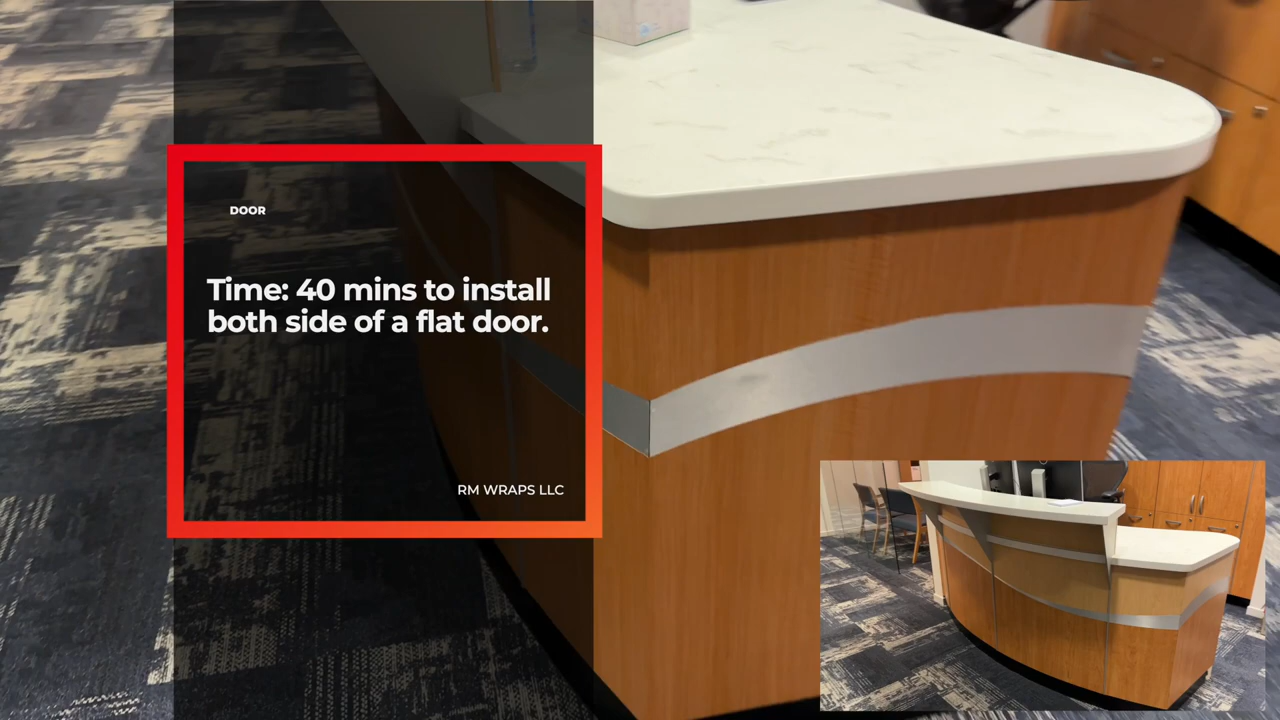 DOOR
Time: 40 mins to install
both side of a flat door.
RM WRAPS LLC